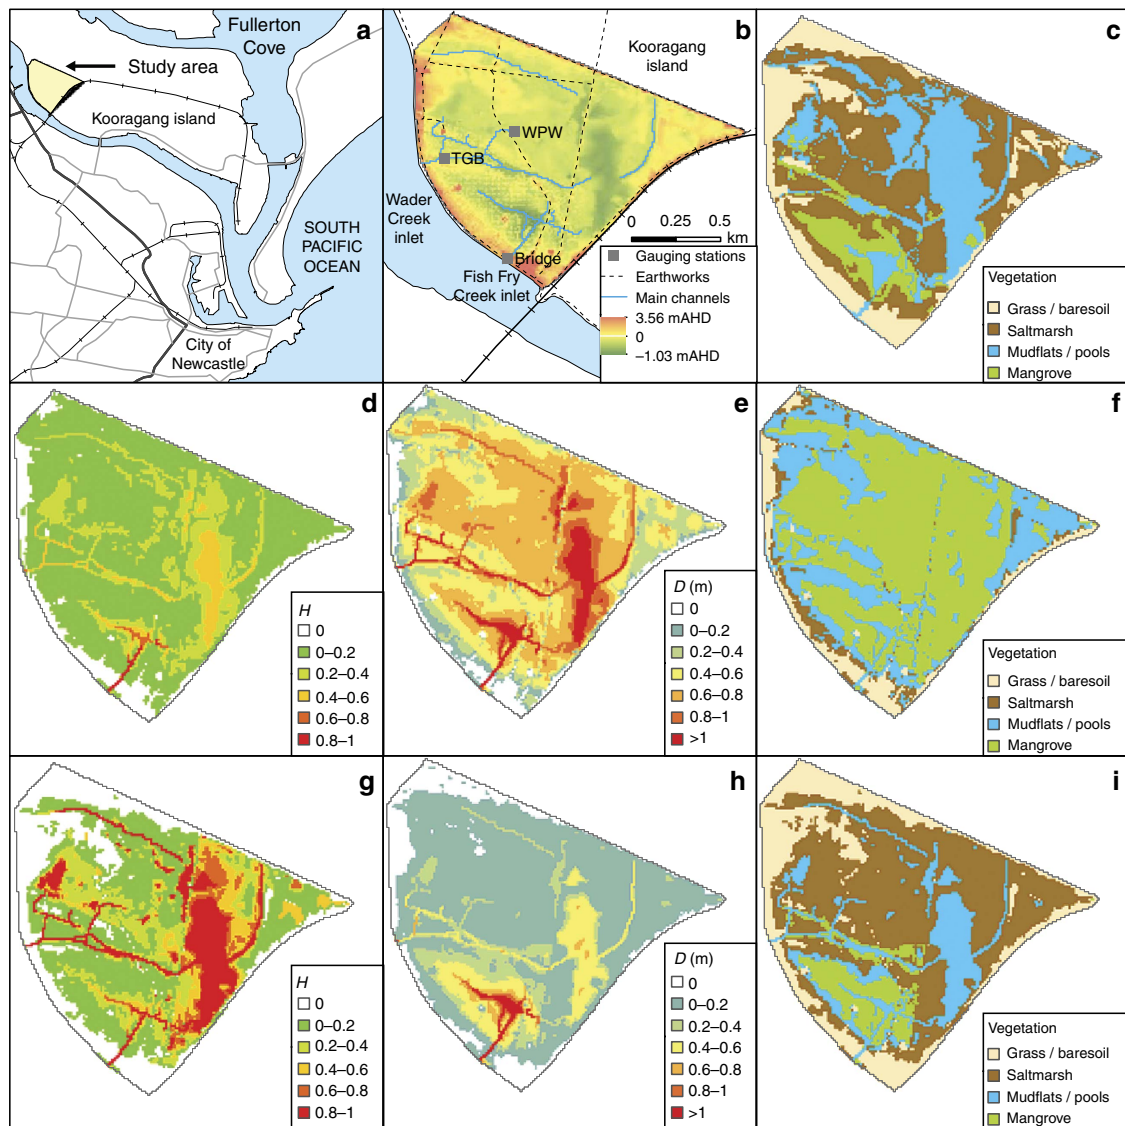 a
Fullerton
Cove
Study area
Kooragang island
SOUTH
PACIFIC
OCEAN
City of
Newcastle
b
Kooragang
island
WPW
TGB
Wader
Creek
inlet
Bridge
Fish Fry
Creek inlet
0 0.25 0.5
km
Gauging stations
Earthworks
Main channels
3.56 mAHD
0
–1.03 mAHD
c
Vegetation
Grass / baresoil
Saltmarsh
Mudflats / pools
Mangrove
d
H
0
0–0.2
0.2–0.4
0.4–0.6
0.6–0.8
0.8–1
e
D (m)
0
0–0.2
0.2–0.4
0.4–0.6
0.6–0.8
0.8–1
>1
f
Vegetation
Grass / baresoil
Saltmarsh
Mudflats / pools
Mangrove
g
H
0
0–0.2
0.2–0.4
0.4–0.6
0.6–0.8
0.8–1
h
D (m)
0
0–0.2
0.2–0.4
0.4–0.6
0.6–0.8
0.8–1
>1
i
Vegetation
Grass / baresoil
Saltmarsh
Mudflats / pools
Mangrove